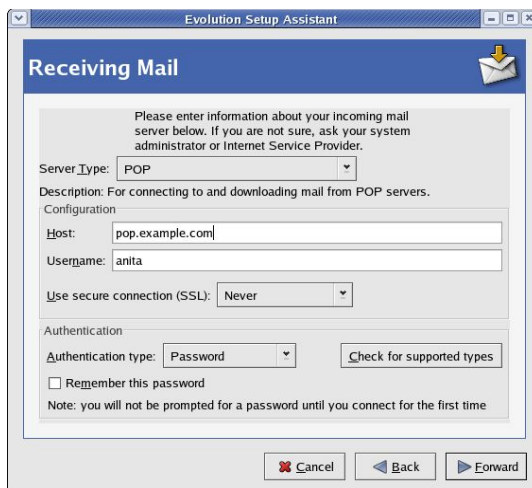 Evolution Setup Assistant
Receiving Mail
Please enter information about your incoming mail
server below. If you are not sure, ask your system
administrator or Internet Service Provider.
Server Type: POP
Description: For connecting to and downloading mail from POP servers.
Configuration
Host: pop.example.com
Username: anita
Use secure connection (SSL): Never
Authentication
Authentication type: Password Check for supported types
Remember this password
Note: you will not be prompted for a password until you connect for the first time
Cancel Back Forward